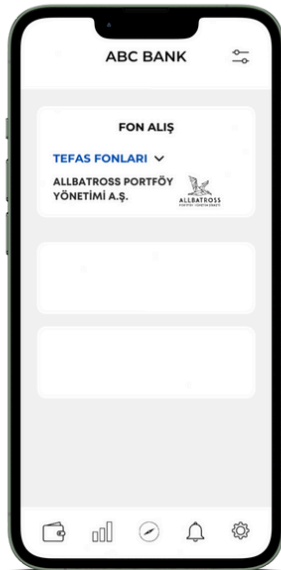 ABC BANK
FON ALIŞ
TEFAS FONLARI
ALLBATROSS PORTFÖY
YÖNETİMİ A.Ş.
ALLBATROSS